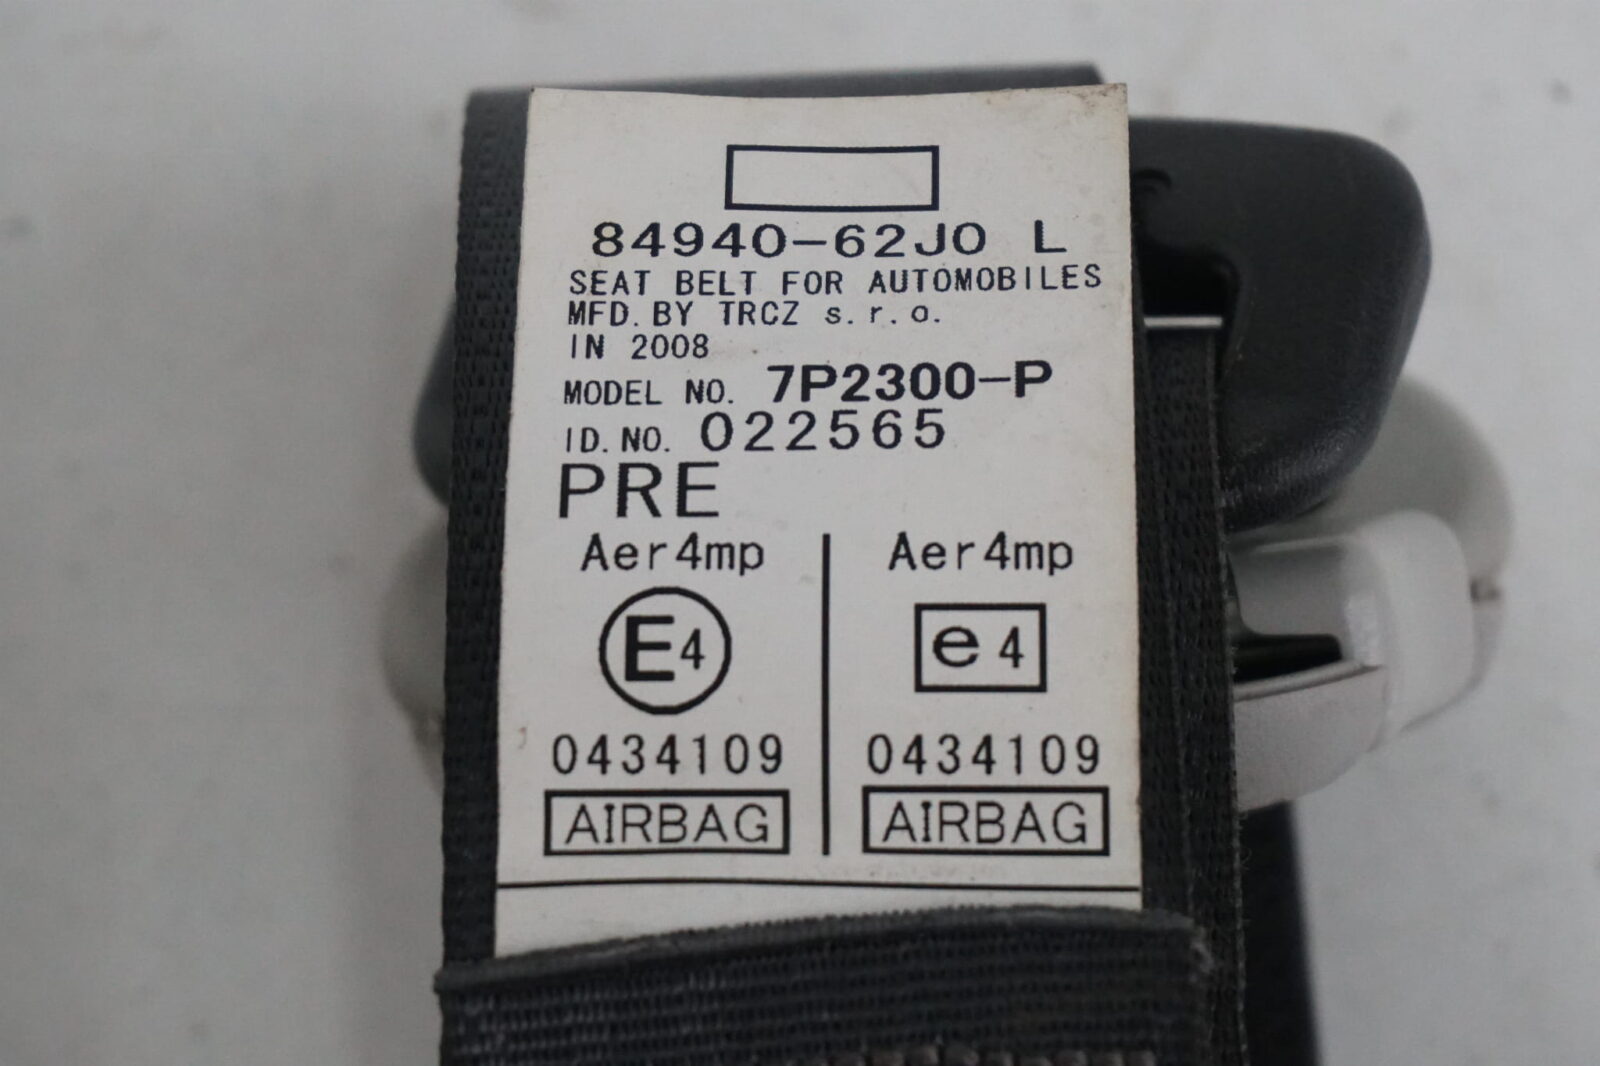 84940-62J0 L
SEAT BELT FOR AUTOMOBILES
MFD. BY TRCZ s.r.o.
IN 2008
MODEL NO. 7P2300-P
ID. NO. 022565
PRE
Aer4mp Aer4mp
E4 e4
0434109 0434109
AIRBAG AIRBAG